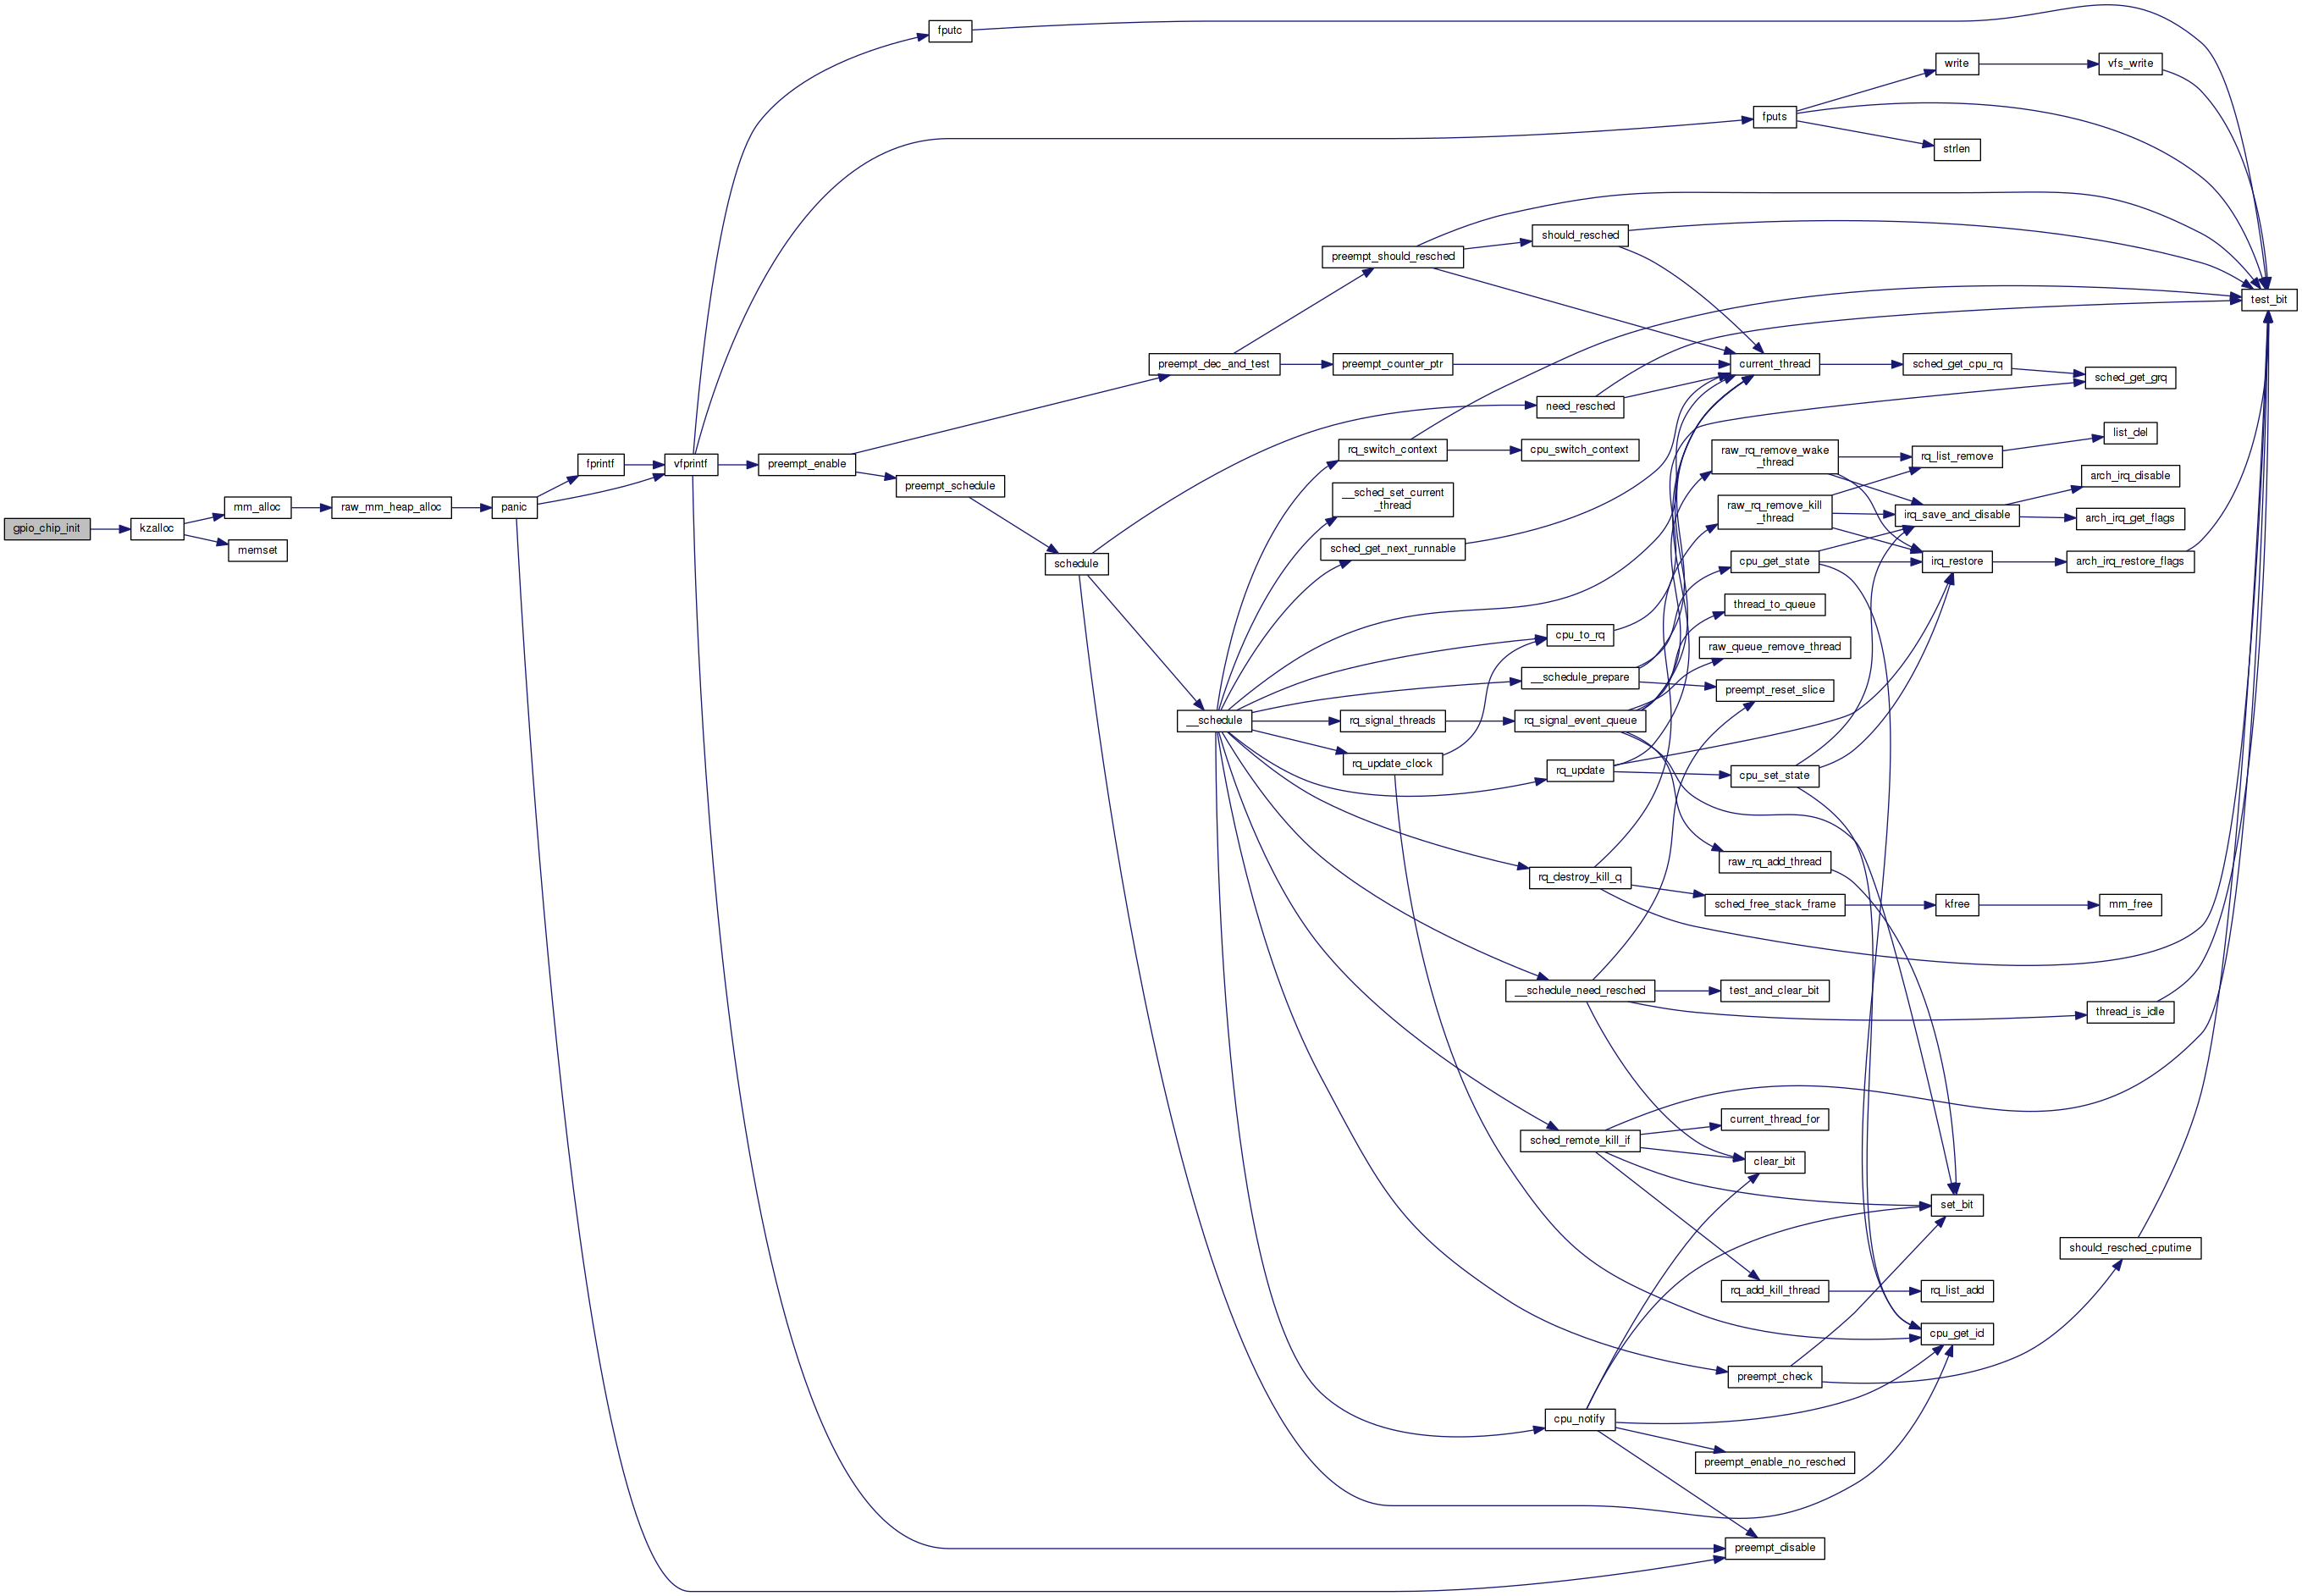 gpio_chip_init
kzalloc
mm_alloc
memset
raw_mm_heap_alloc
panic
fprintf
vfprintf
fputc
preempt_enable
preempt_schedule
schedule
preempt_dec_and_test
__schedule
preempt_should_resched
preempt_counter_ptr
rq_switch_context
__sched_set_current
_thread
sched_get_next_runnable
rq_signal_threads
rq_update_clock
should_resched
need_resched
cpu_switch_context
cpu_to_rq
__schedule_prepare
rq_signal_event_queue
rq_update
rq_destroy_kill_q
__schedule_need_resched
sched_remote_kill_if
cpu_notify
fputs
current_thread
raw_rq_remove_wake
_thread
raw_rq_remove_kill
_thread
cpu_get_state
thread_to_queue
raw_queue_remove_thread
preempt_reset_slice
cpu_set_state
raw_rq_add_thread
sched_free_stack_frame
test_and_clear_bit
current_thread_for
clear_bit
rq_add_kill_thread
preempt_check
preempt_enable_no_resched
preempt_disable
write
strlen
sched_get_cpu_rq
rq_list_remove
irq_save_and_disable
irq_restore
kfree
set_bit
rq_list_add
cpu_get_id
vfs_write
sched_get_grq
list_del
arch_irq_disable
arch_irq_get_flags
arch_irq_restore_flags
mm_free
thread_is_idle
should_resched_cputime
test_bit